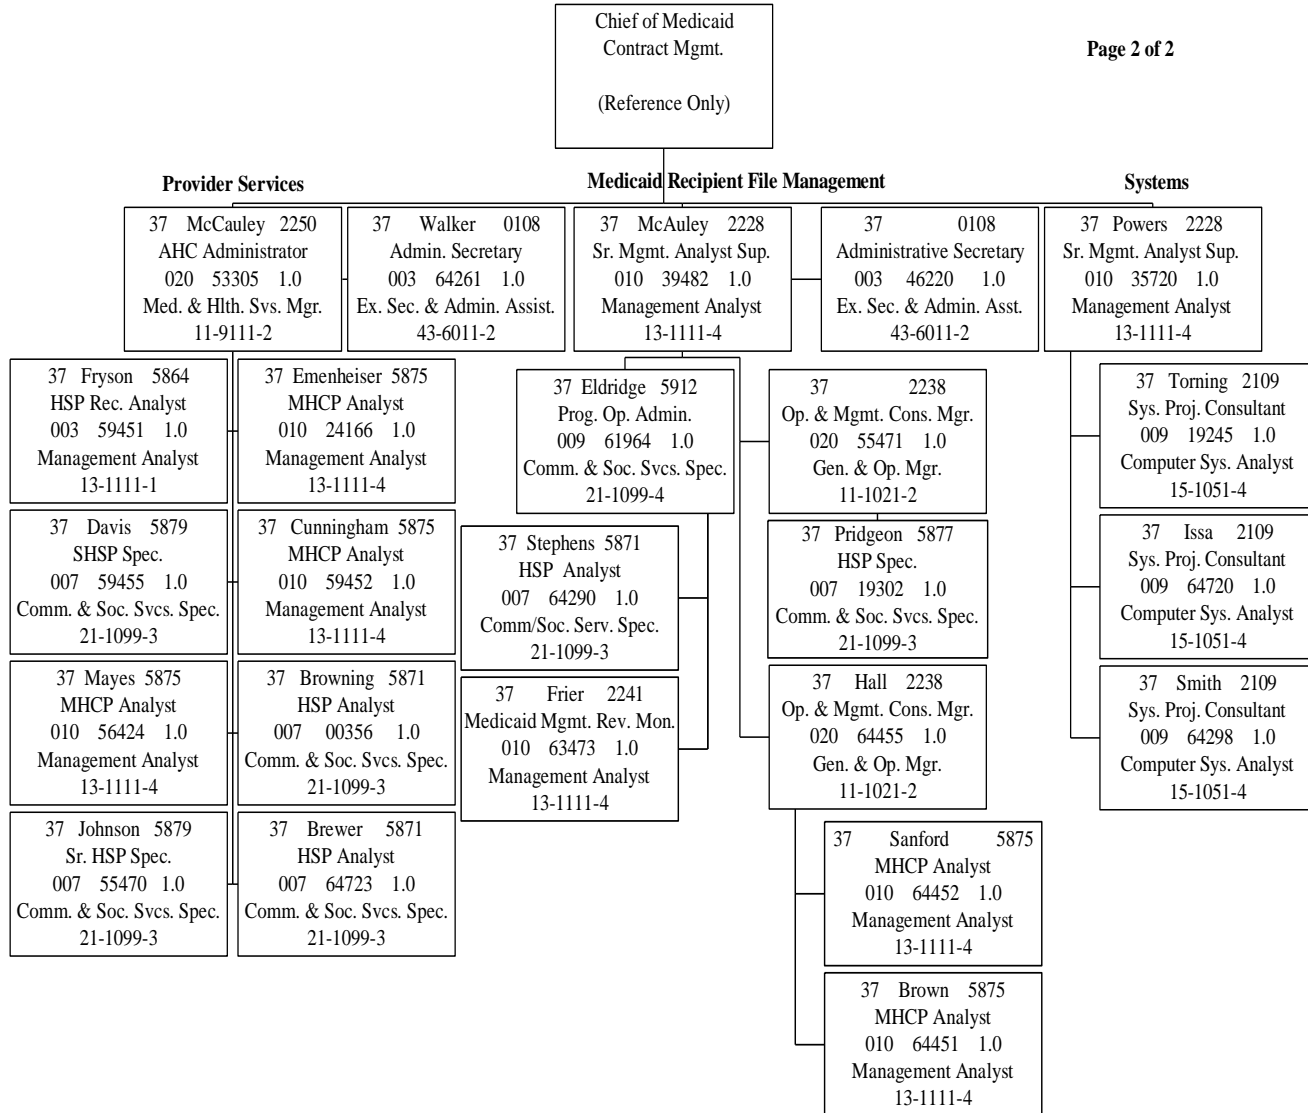 Chief of Medicaid
Contract Mgmt.
(Reference Only)
Page 2 of 2
Provider Services
Medicaid Recipient File Management
Systems
37 McCauley 2250
AHC Administrator
020 53305 1.0
Med. & Hlth. Svs. Mgr.
11-9111-2
37 Walker 0108
Admin. Secretary
003 64261 1.0
Ex. Sec. & Admin. Assist.
43-6011-2
37 McAuley 2228
Sr. Mgmt. Analyst Sup.
010 39482 1.0
Management Analyst
13-1111-4
37 0108
Administrative Secretary
003 46220 1.0
Ex. Sec. & Admin. Asst.
43-6011-2
37 Powers 2228
Sr. Mgmt. Analyst Sup.
010 35720 1.0
Management Analyst
13-1111-4
37 Fryson 5864
HSP Rec. Analyst
003 59451 1.0
Management Analyst
13-1111-1
37 Emenheiser 5875
MHCP Analyst
010 24166 1.0
Management Analyst
13-1111-4
37 Eldridge 5912
Prog. Op. Admin.
009 61964 1.0
Comm. & Soc. Svcs. Spec.
21-1099-4
37 2238
Op. & Mgmt. Cons. Mgr.
020 55471 1.0
Gen. & Op. Mgr.
11-1021-2
37 Torning 2109
Sys. Proj. Consultant
009 19245 1.0
Computer Sys. Analyst
15-1051-4
37 Davis 5879
SHSP Spec.
007 59455 1.0
Comm. & Soc. Svcs. Spec.
21-1099-3
37 Cunningham 5875
MHCP Analyst
010 59452 1.0
Management Analyst
13-1111-4
37 Stephens 5871
HSP Analyst
007 64290 1.0
Comm/Soc. Serv. Spec.
21-1099-3
37 Pridgeon 5877
HSP Spec.
007 19302 1.0
Comm. & Soc. Svcs. Spec.
21-1099-3
37 Issa 2109
Sys. Proj. Consultant
009 64720 1.0
Computer Sys. Analyst
15-1051-4
37 Mayes 5875
MHCP Analyst
010 56424 1.0
Management Analyst
13-1111-4
37 Browning 5871
HSP Analyst
007 00356 1.0
Comm. & Soc. Svcs. Spec.
21-1099-3
37 Frier 2241
Medicaid Mgmt. Rev. Mon.
010 63473 1.0
Management Analyst
13-1111-4
37 Hall 2238
Op. & Mgmt. Cons. Mgr.
020 64455 1.0
Gen. & Op. Mgr.
11-1021-2
37 Smith 2109
Sys. Proj. Consultant
009 64298 1.0
Computer Sys. Analyst
15-1051-4
37 Johnson 5879
Sr. HSP Spec.
007 55470 1.0
Comm. & Soc. Svcs. Spec.
21-1099-3
37 Brewer 5871
HSP Analyst
007 64723 1.0
Comm. & Soc. Svcs. Spec.
21-1099-3
37 Sanford 5875
MHCP Analyst
010 64452 1.0
Management Analyst
13-1111-4
37 Brown 5875
MHCP Analyst
010 64451 1.0
Management Analyst
13-1111-4